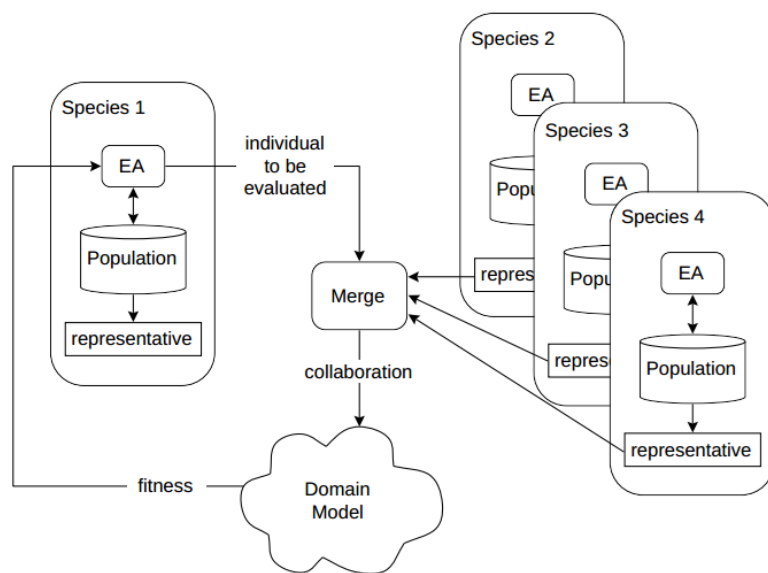 Species 1
EA
Population
representative
individual
to be
evaluated
Merge
collaboration
Domain
Model
fitness
Species 2
EA
Popu
repres
Species 3
EA
Popu
repres
Species 4
EA
Population
representative